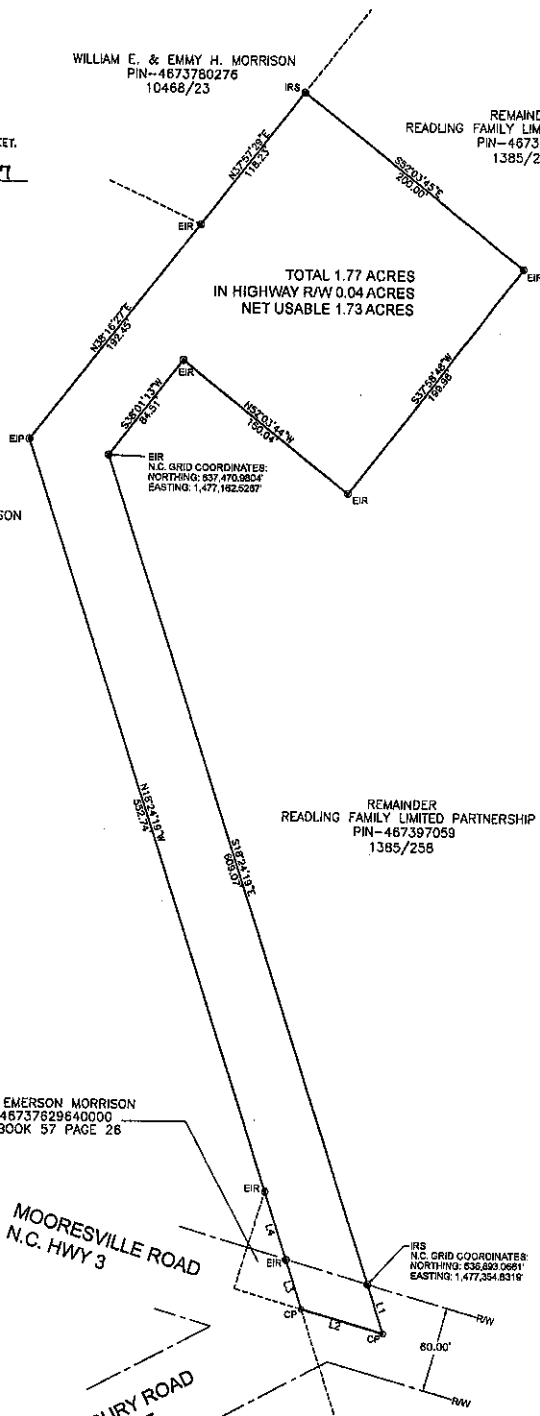 WILLIAM E. & EMMY H. MORRISON
PIN-4673780276
10468/23
IRS
REMAIND
READLING FAMILY LIM
PIN-4673
1385/2
N37°57'29"E
118.23'
S52°03'45"E
200.00'
EIR
EIR
TOTAL 1.77 ACRES
IN HIGHWAY R/W 0.04 ACRES
NET USABLE 1.73 ACRES
N38°16'27"E
192.45'
EIR
S38°01'13"W
84.51'
N52°03'44"W
150.04'
S37°58'46"W
199.98'
EIP
EIR
N.C. GRID COORDINATES:
NORTHING: 637,470.9804'
EASTING: 1,477,162.5267'
EIR
SON
N18°24'19"W
552.74'
S18°24'19"E
609.07'
REMAINDER
READLING FAMILY LIMITED PARTNERSHIP
PIN-467397059
1385/258
EMERSON MORRISON
46737629640000
BOOK 57 PAGE 26
EIR
L4
MOORESVILLE ROAD
N.C. HWY 3
EIR
IRS
N.C. GRID COORDINATES:
NORTHING: 636,893.0661'
EASTING: 1,477,354.8319'
L3
L1
CP
L2
CP
R/W
60.00'
URY ROAD
R/W